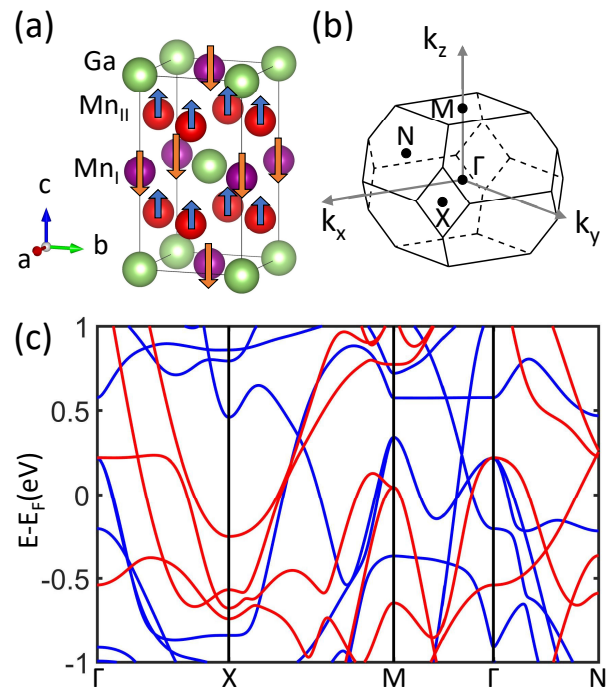 (a)
Ga
Mn_II
Mn_I
c
a
b
(b)
k_z
M
N
Γ
X
k_x
k_y
(c)
E-E_F(eV)
1
0.5
0
-0.5
-1
Γ X M Γ N